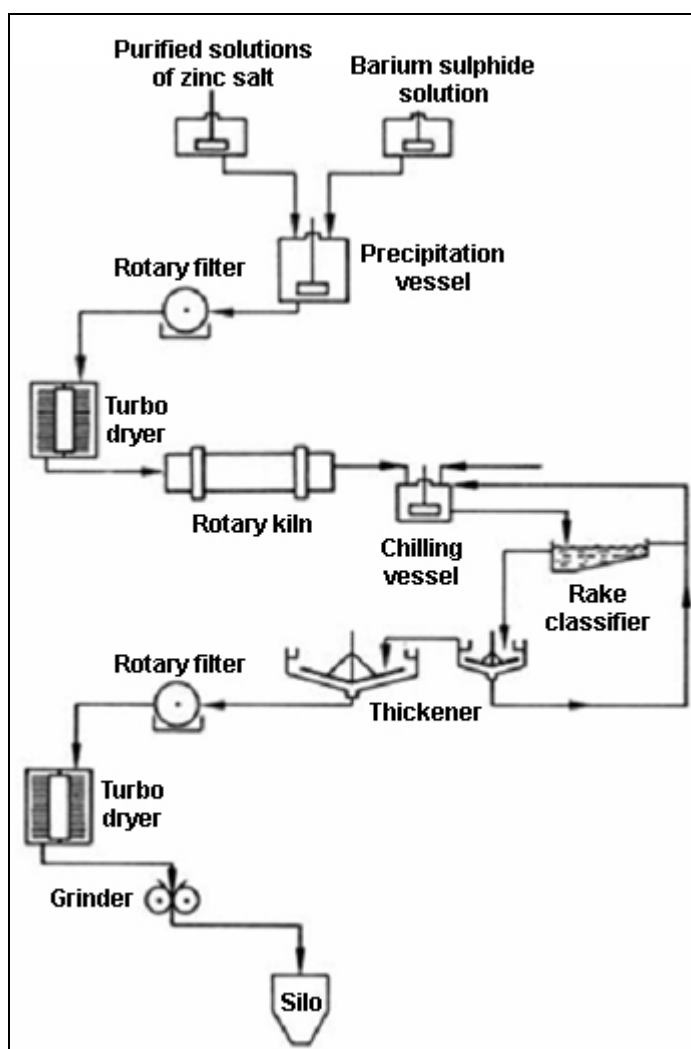 Purified solutions
of zinc salt
Barium sulphide
solution
Precipitation
vessel
Rotary filter
Turbo
dryer
Rotary kiln
Chilling
vessel
Rake
classifier
Rotary filter
Thickener
Turbo
dryer
Grinder
Silo